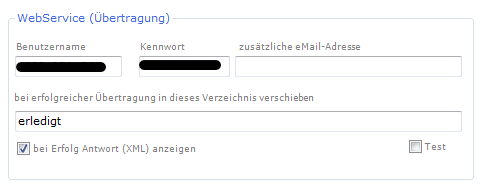 WebService (Übertragung)
Benutzername Kennwort zusätzliche eMail-Adresse
bei erfolgreicher Übertragung in dieses Verzeichnis verschieben
erledigt
bei Erfolg Antwort (XML) anzeigen Test